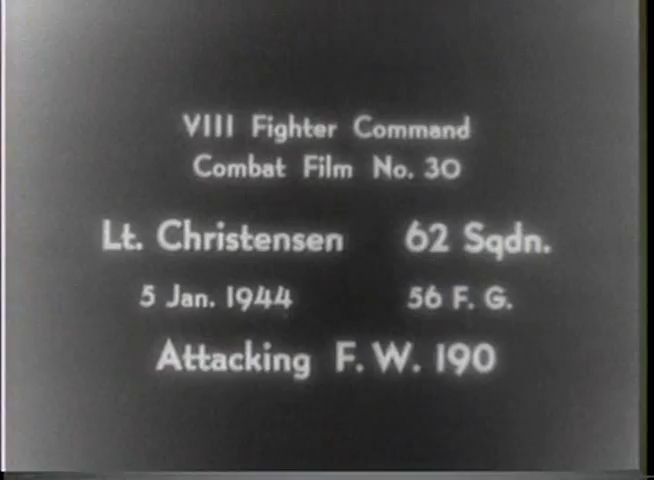 VIII Fighter Command
Combat Film No. 30
Lt. Christensen 62 Sqdn.
5 Jan. 1944 56 F. G.
Attacking F. W. 190